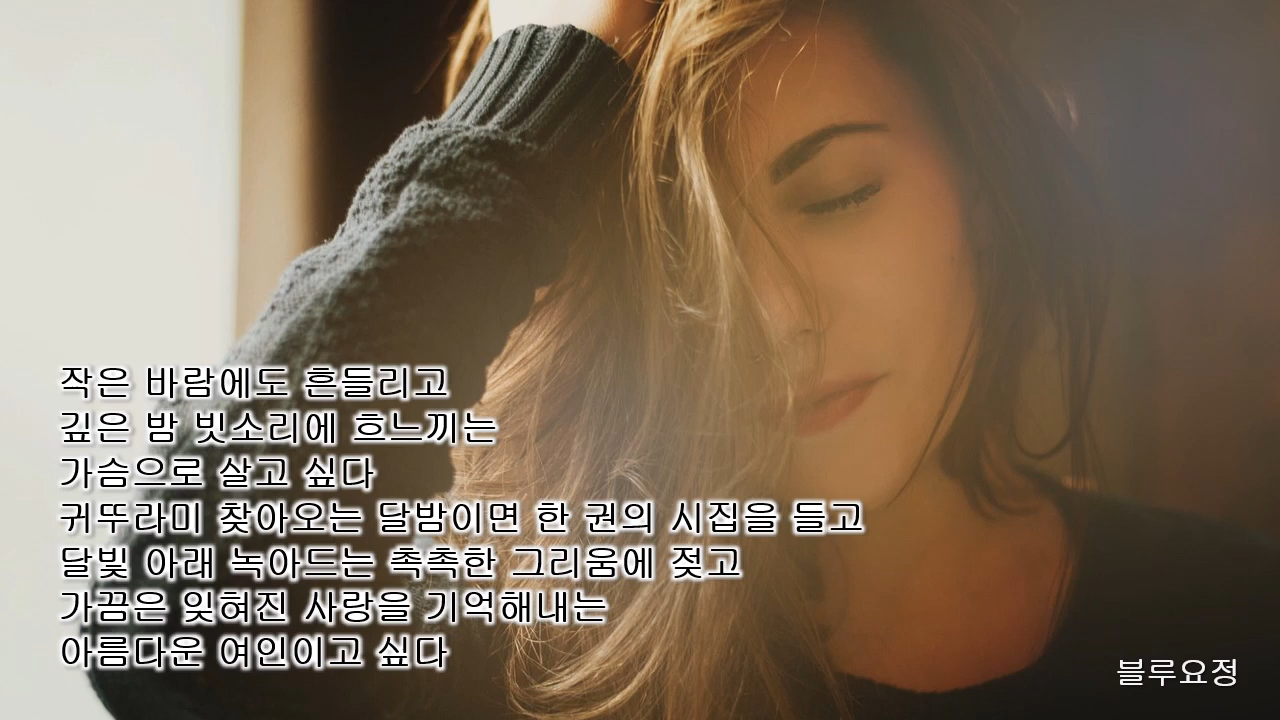 작은 바람에도 흔들리고
깊은 밤 빗소리에 흐느끼는
가슴으로 살고 싶다
귀뚜라미 찾아오는 달밤이면 한 권의 시집을 들고
달빛 아래 녹아드는 촉촉한 그리움에 젖고
가끔은 잊혀진 사랑을 기억해내는
아름다운 여인이고 싶다
블루요정